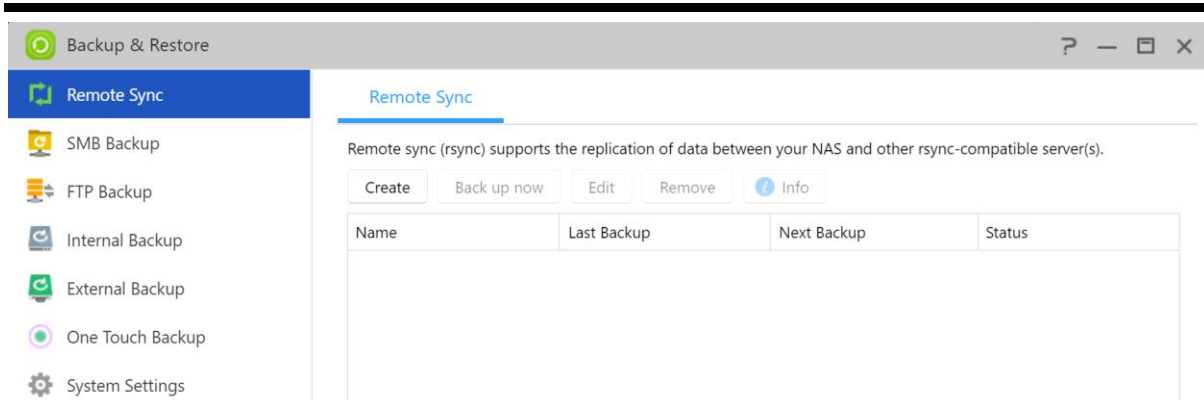 Backup & Restore
Remote Sync
SMB Backup
FTP Backup
Internal Backup
External Backup
One Touch Backup
System Settings
Remote Sync
Remote sync (rsync) supports the replication of data between your NAS and other rsync-compatible server(s).
Create Back up now Edit Remove Info
Name Last Backup Next Backup Status